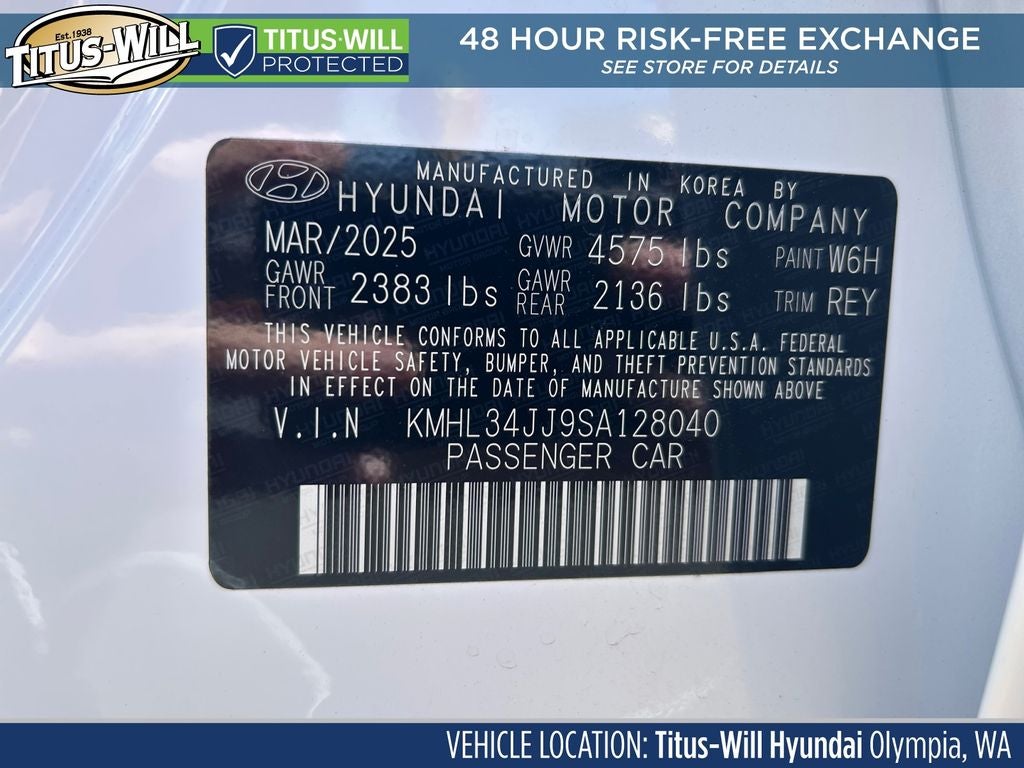 Est. 1938
TITUS-WILL
TITUS-WILL
PROTECTED
48 HOUR RISK-FREE EXCHANGE
SEE STORE FOR DETAILS
MANUFACTURED IN KOREA BY
HYUNDAI MOTOR COMPANY
MAR/2025 GVWR 4575 lbs PAINT W6H
GAWR FRONT 2383 lbs GAWR REAR 2136 lbs TRIM REY
THIS VEHICLE CONFORMS TO ALL APPLICABLE U.S.A. FEDERAL
MOTOR VEHICLE SAFETY, BUMPER, AND THEFT PREVENTION STANDARDS
IN EFFECT ON THE DATE OF MANUFACTURE SHOWN ABOVE
V.I.N KMHL34JJ9SA128040
PASSENGER CAR
VEHICLE LOCATION: Titus-Will Hyundai Olympia, WA